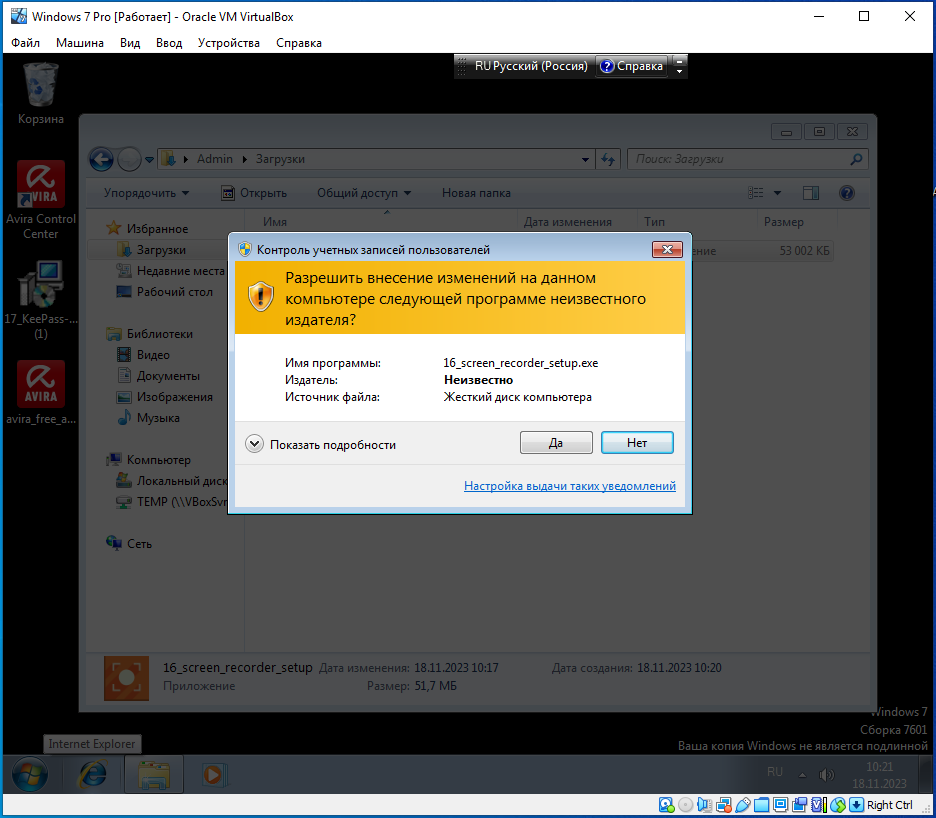 Windows 7 Pro [Работает] - Oracle VM VirtualBox
Файл Машина Вид Ввод Устройства Справка
RU Русский (Россия) Справка
Корзина
Admin Загрузки
Поиск: Загрузки
Упорядочить Открыть Общий доступ Новая папка
Имя Дата изменения Тип Размер
AVIRA
Avira Control
Center
Избранное
Загрузки
ение 53 002 КБ
Недавние места
Рабочий стол
17_KeePass-...
(1)
Библиотеки
Видео
Документы
Изображения
Музыка
AVIRA
avira_free_a...
Компьютер
Локальный диск
TEMP (\\VBoxSvr
Сеть
Контроль учетных записей пользователей
Разрешить внесение изменений на данном
компьютере следующей программе неизвестного
издателя?
Имя программы: 16_screen_recorder_setup.exe
Издатель: Неизвестно
Источник файла: Жесткий диск компьютера
Показать подробности
Да Нет
Настройка выдачи таких уведомлений
16_screen_recorder_setup Дата изменения: 18.11.2023 10:17 Дата создания: 18.11.2023 10:20
Приложение Размер: 51,7 МБ
Windows 7
Сборка 7601
Ваша копия Windows не является подлинной
Internet Explorer
RU
10:21
18.11.2023
Right Ctrl